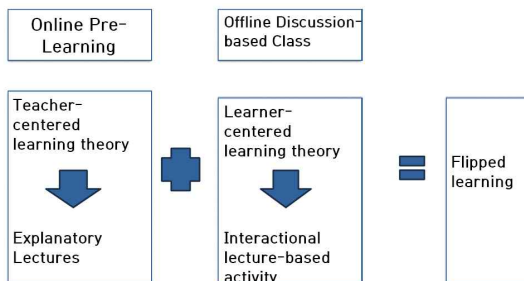 Online Pre-
Learning
Offline Discussion-
based Class
Teacher-
centered
learning theory
Explanatory
Lectures
Learner-
centered
learning theory
Interactional
lecture-based
activity
Flipped
learning